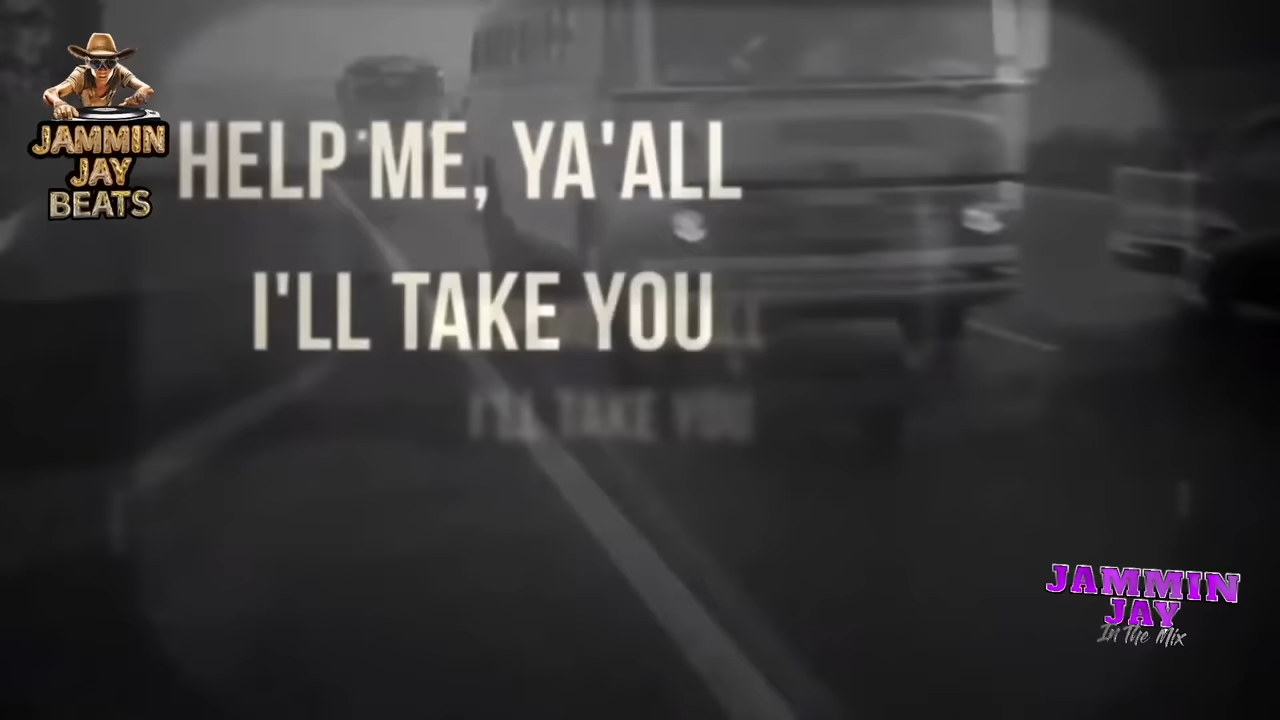 JAMMIN
JAY
BEATS
HELP ME, YA'ALL
I'LL TAKE YOU
I'LL TAKE YOU
JAMMIN
JAY
In The Mix